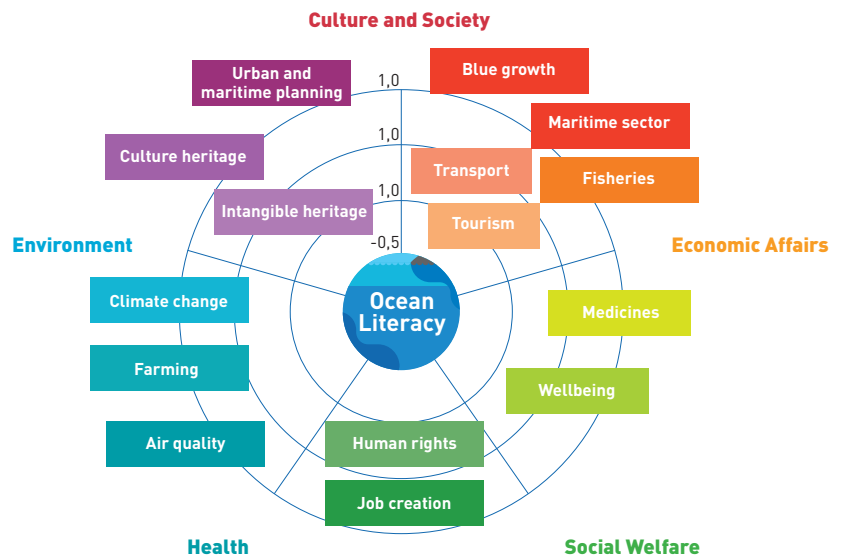 Culture and Society
Urban and
maritime planning
1,0
Blue growth
Maritime sector
1,0
Culture heritage
Transport
Fisheries
1,0
Intangible heritage
Tourism
-0,5
Environment
Economic Affairs
Climate change
Ocean
Literacy
Medicines
Farming
Wellbeing
Air quality
Human rights
Job creation
Health
Social Welfare